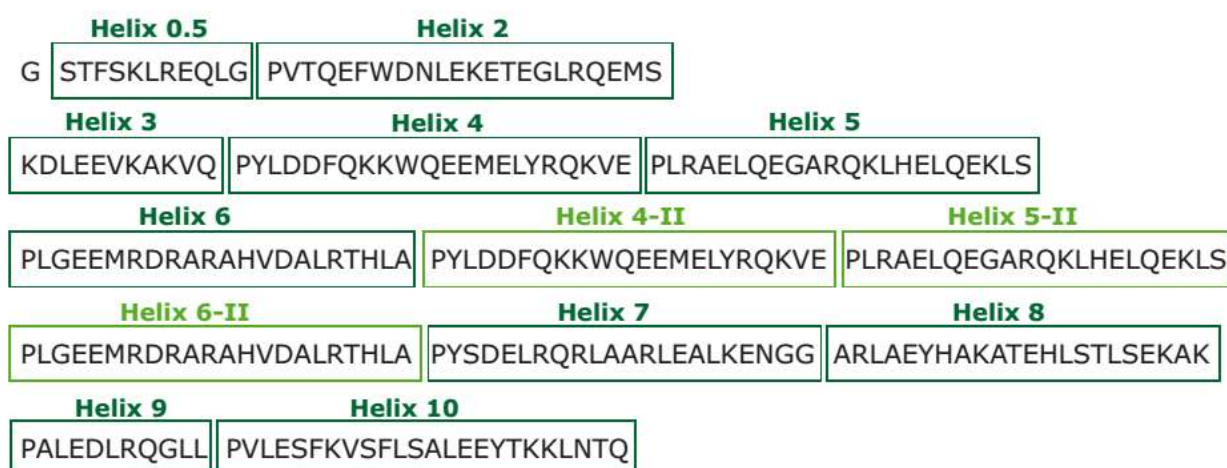 Helix 0.5 Helix 2
G STFSKLREQLG PVTQEFWDNLEKETEGLRQEMS
Helix 3 Helix 4 Helix 5
KDLEEVKAKVQ PYLDDFQKKWQEEMELYRQKVE PLRAELQEGARQKLHELQEKLS
Helix 6 Helix 4-II Helix 5-II
PLGEEMRDRARAHVDALRTHLA PYLDDFQKKWQEEMELYRQKVE PLRAELQEGARQKLHELQEKLS
Helix 6-II Helix 7 Helix 8
PLGEEMRDRARAHVDALRTHLA PYSDELRQRLAARLEALKENGG ARLAEYHAKATEHLSTLSEKAK
Helix 9 Helix 10
PALEDLRQGLL PVLESFKVSFLSALEEYTKKLNTQ